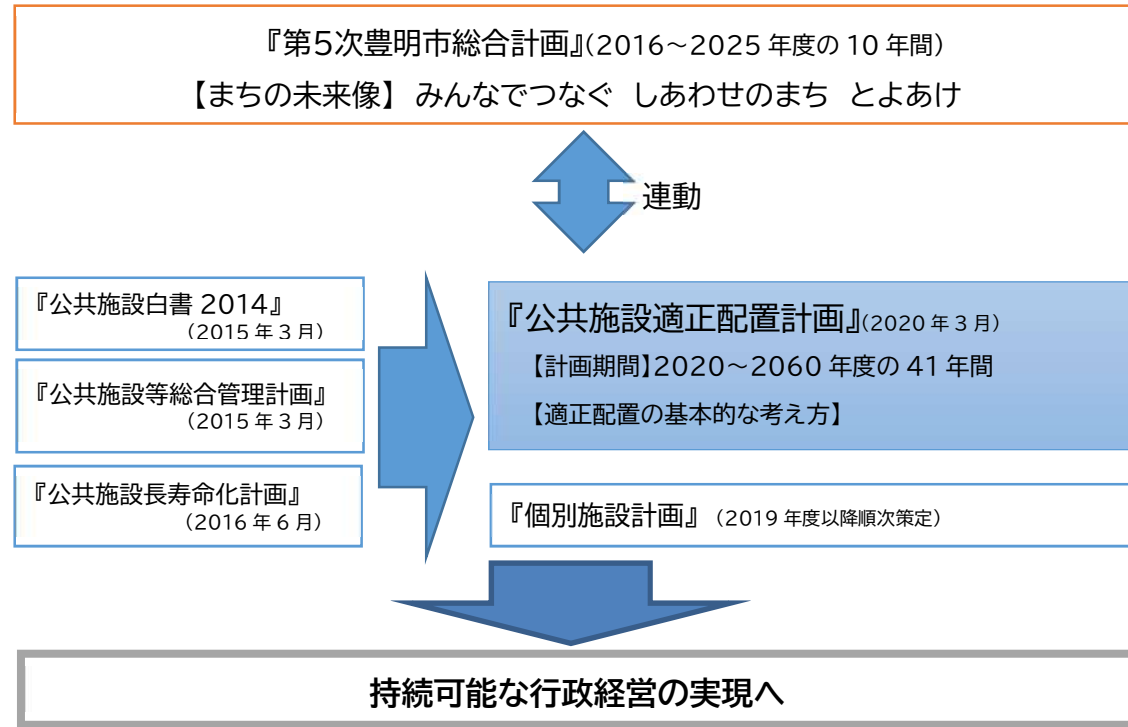 『第5次豊明市総合計画』(2016～2025 年度の 10 年間)
【まちの未来像】 みんなでつなぐ しあわせのまち とよあけ
連動
『公共施設白書 2014』
(2015 年 3 月)
『公共施設等総合管理計画』
(2015 年 3 月)
『公共施設長寿命化計画』
(2016 年 6 月)
『公共施設適正配置計画』(2020 年 3 月)
【計画期間】2020～2060 年度の 41 年間
【適正配置の基本的な考え方】
『個別施設計画』 (2019 年度以降順次策定)
持続可能な行政経営の実現へ